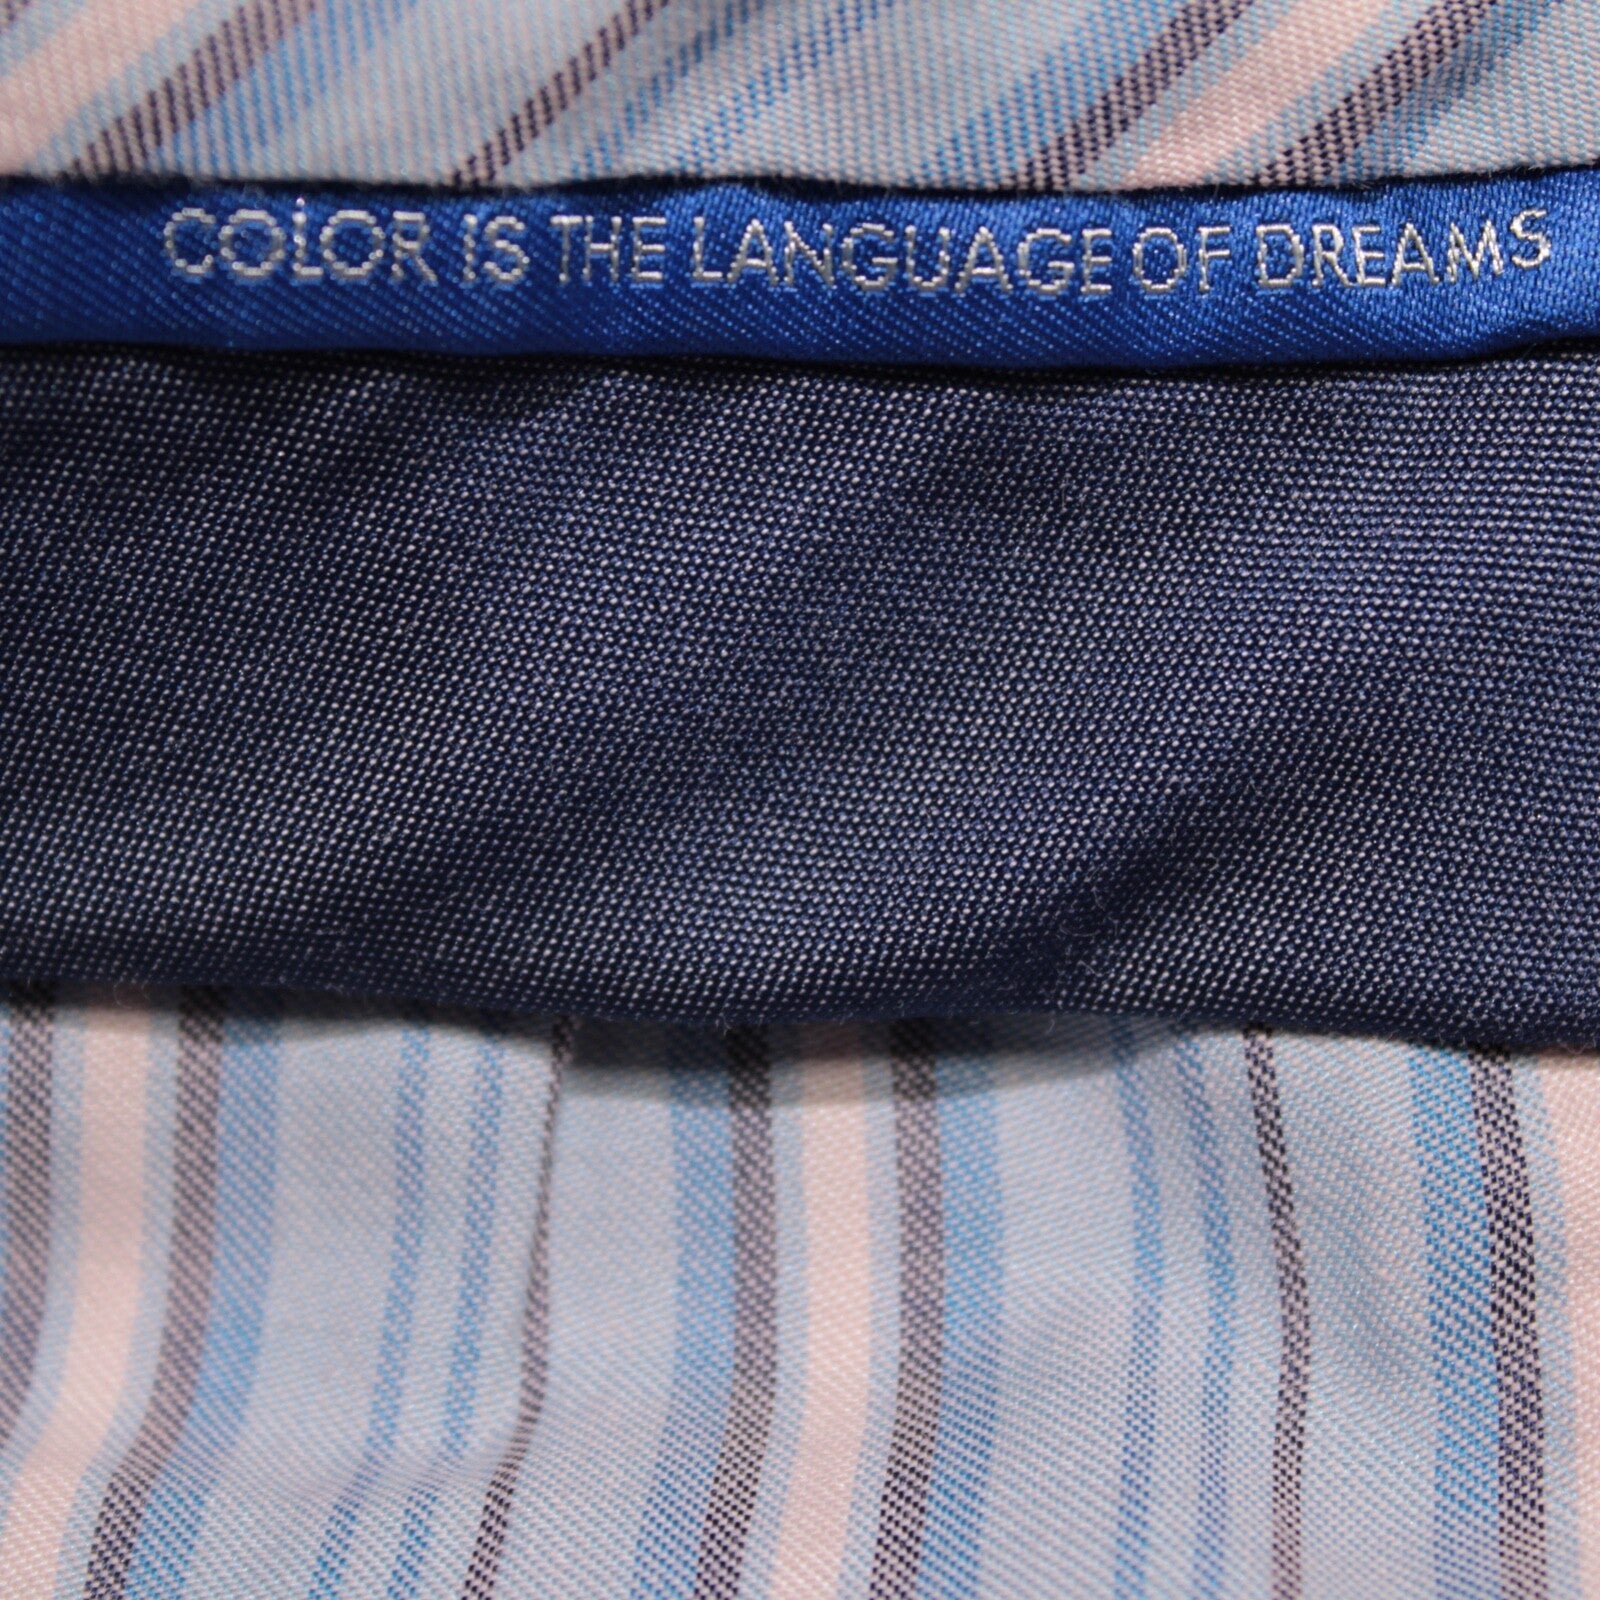 COLOR IS THE LANGUAGE OF DREAMS